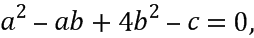 a² – ab + 4b² – c = 0,